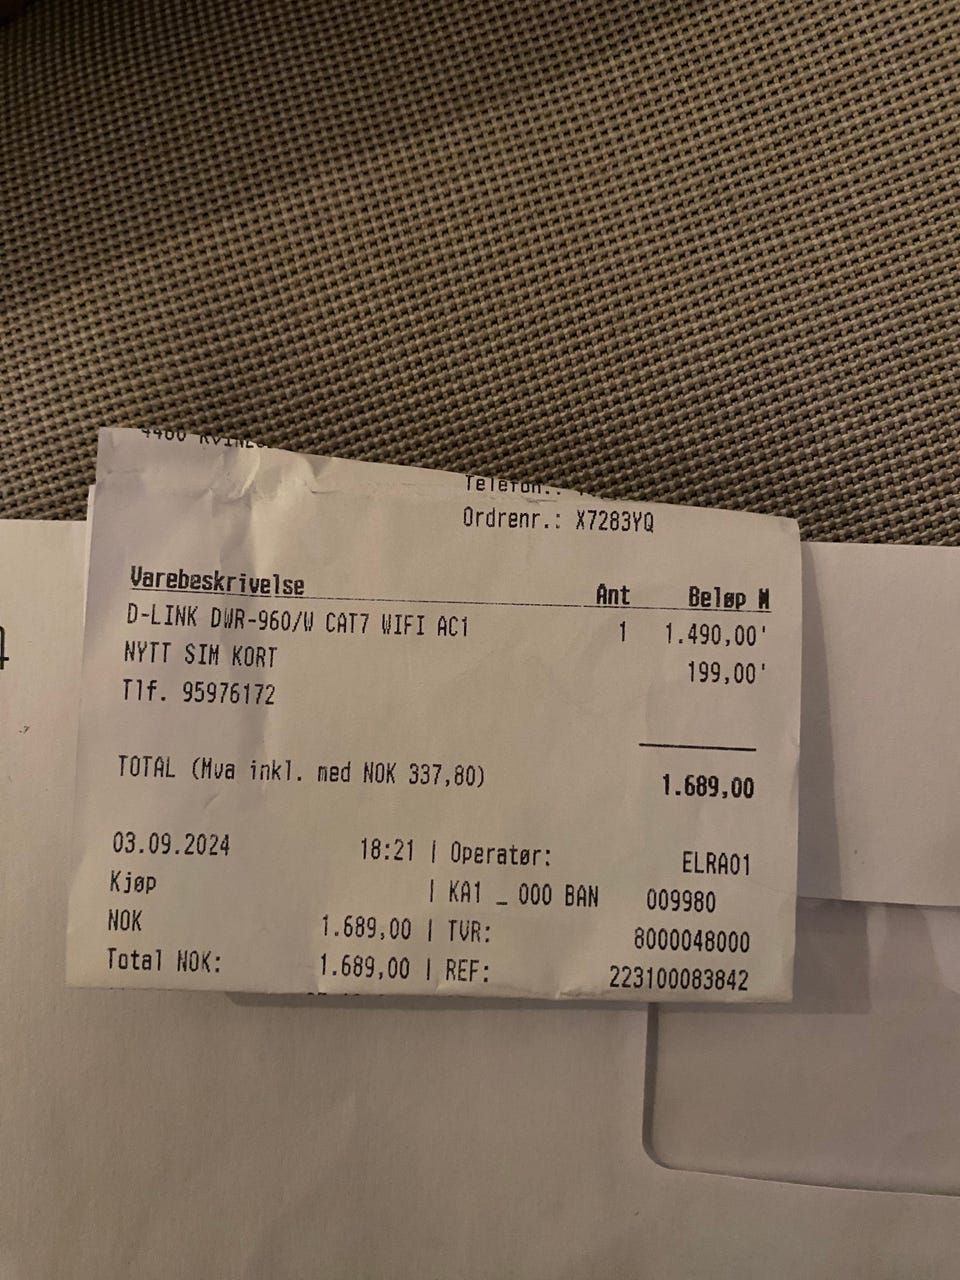 4480
Telefon.:
Ordrenr.: X7283YQ
Varebeskrivelse Ant Beløp M
D-LINK DWR-960/W CAT7 WIFI AC1 1 1.490,00'
NYTT SIM KORT 199,00'
Tlf. 95976172
TOTAL (Mva inkl. med NOK 337,80) 1.689,00
03.09.2024 18:21 | Operatør: ELRA01
Kjøp | KA1 _ 000 BAN 009980
NOK 1.689,00 | TVR: 8000048000
Total NOK: 1.689,00 | REF: 223100083842